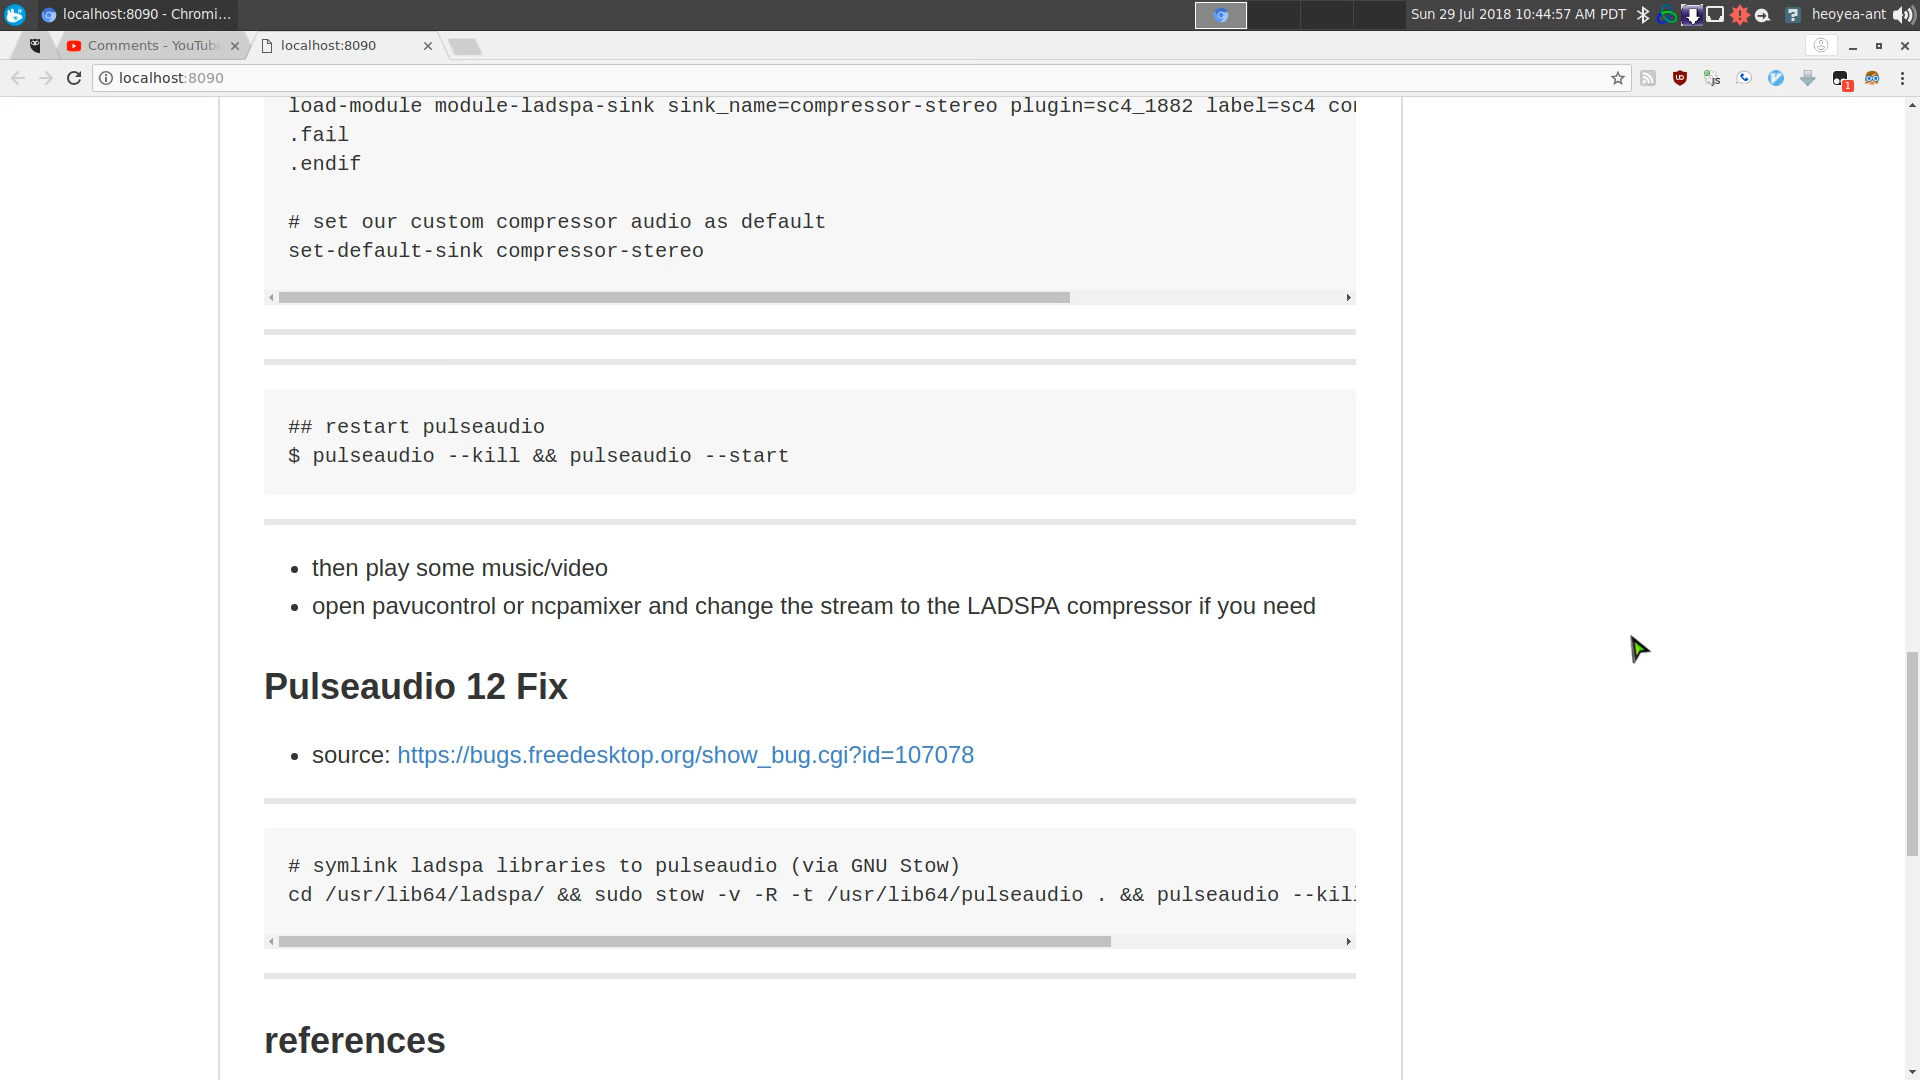 localhost:8090 - Chromi...
Sun 29 Jul 2018 10:44:57 AM PDT
heoyea-ant
Comments - YouTub
localhost:8090
localhost:8090
load-module module-ladspa-sink sink_name=compressor-stereo plugin=sc4_1882 label=sc4
.fail
.endif
# set our custom compressor audio as default
set-default-sink compressor-stereo
## restart pulseaudio
$ pulseaudio --kill && pulseaudio --start
• then play some music/video
• open pavucontrol or ncpamixer and change the stream to the LADSPA compressor if you need
Pulseaudio 12 Fix
• source: https://bugs.freedesktop.org/show_bug.cgi?id=107078
# symlink ladspa libraries to pulseaudio (via GNU Stow)
cd /usr/lib64/ladspa/ && sudo stow -v -R -t /usr/lib64/pulseaudio . && pulseaudio --kill
references